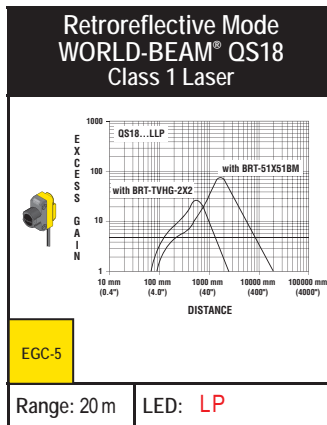 Retroreflective Mode
WORLD-BEAM® QS18
Class 1 Laser
EXCESS GAIN
1000
100
10
1
QS18...LLP
with BRT-51X51BM
with BRT-TVHG-2X2
10 mm (0.4") 100 mm (4.0") 1000 mm (40") 10000 mm (400") 100000 mm (4000")
DISTANCE
EGC-5
Range: 20 m
LED: LP